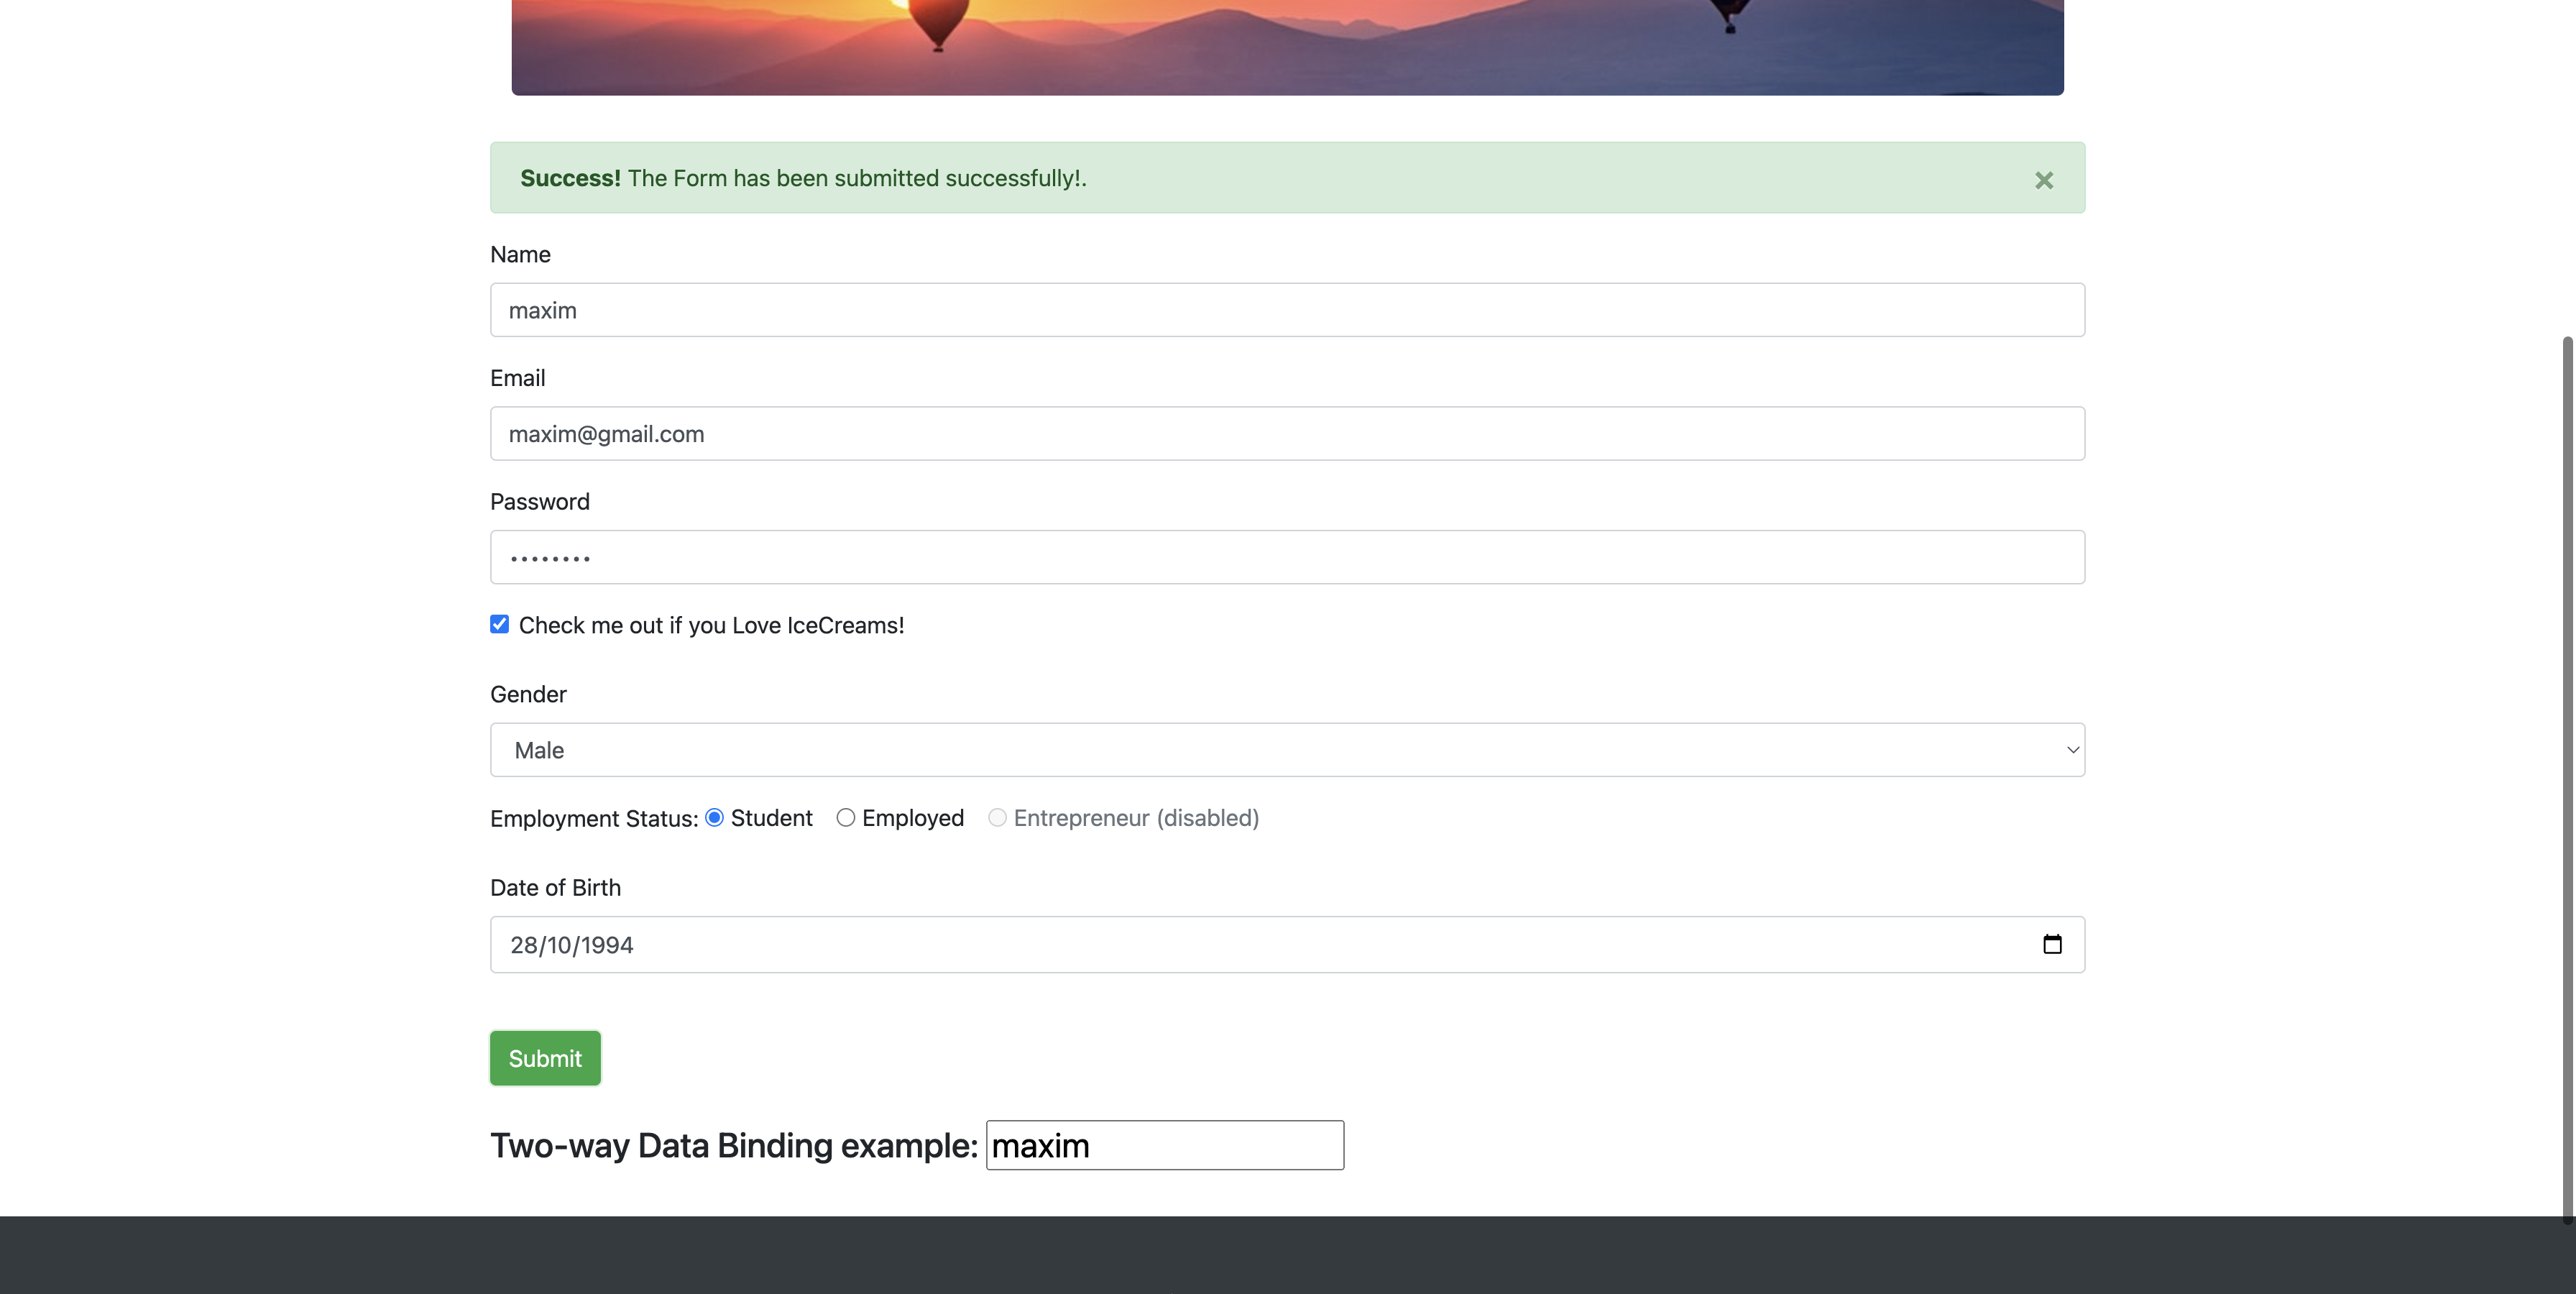 Success! The Form has been submitted successfully!.
×
Name
maxim
Email
maxim@gmail.com
Password
••••••••
Check me out if you Love IceCreams!
Gender
Male
Employment Status: Student Employed Entrepreneur (disabled)
Date of Birth
28/10/1994
Submit
Two-way Data Binding example: maxim